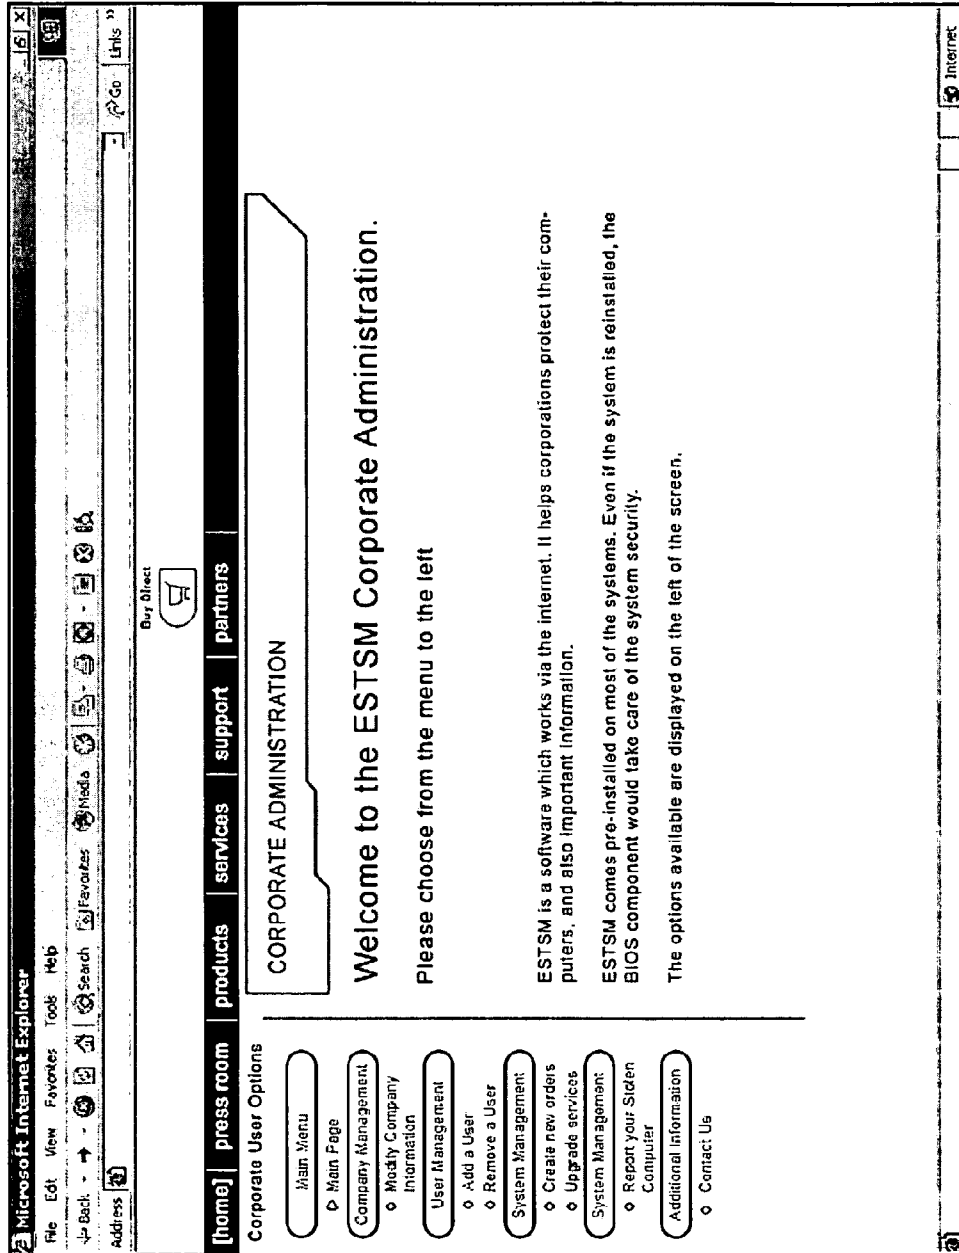 Microsoft Internet Explorer
File Edit View Favorites Tools Help
Back Search Favorites Media
Address Go Links »
Buy Direct
[home] press room products services support partners
Corporate User Options
Main Menu
Main Page
Company Management
Modify Company
Information
User Management
Add a User
Remove a User
System Management
Create new orders
Upgrade services
System Management
Report your Stolen
Computer
Additional Information
Contact Us
CORPORATE ADMINISTRATION
Welcome to the ESTSM Corporate Administration.
Please choose from the menu to the left
ESTSM is a software which works via the internet. It helps corporations protect their com-
puters, and also important information.
ESTSM comes pre-installed on most of the systems. Even if the system is reinstalled, the
BIOS component would take care of the system security.
The options available are displayed on the left of the screen.
Internet